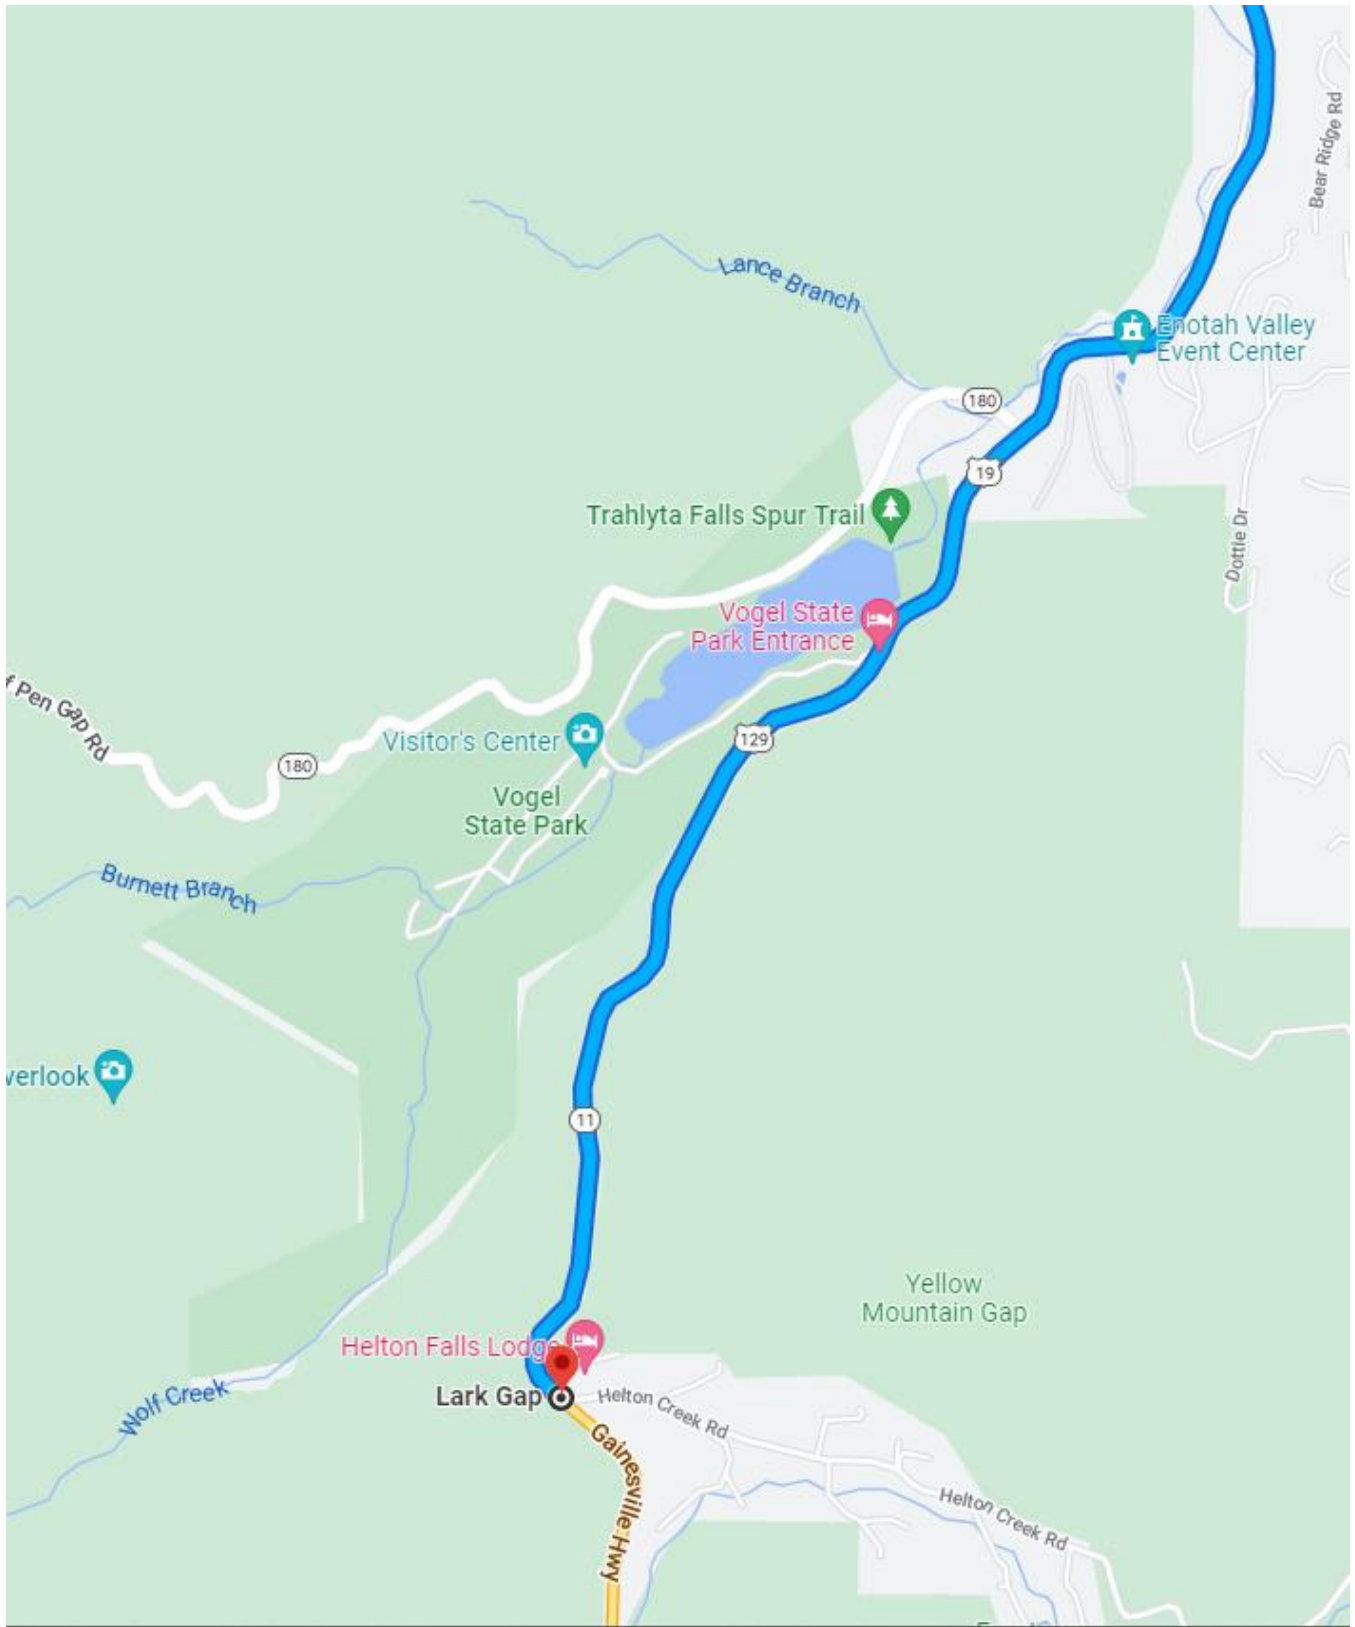 Bear Ridge Rd
Lance Branch
Enotah Valley
Event Center
180
19
Trahlyta Falls Spur Trail
Dottie Dr
Vogel State
Park Entrance
f Pen Gap Rd
Visitor's Center
129
180
Vogel
State Park
Burnett Branch
verlook
11
Yellow
Mountain Gap
Helton Falls Lodge
Lark Gap
Helton Creek Rd
Wolf Creek
Gainesville Hwy
Helton Creek Rd